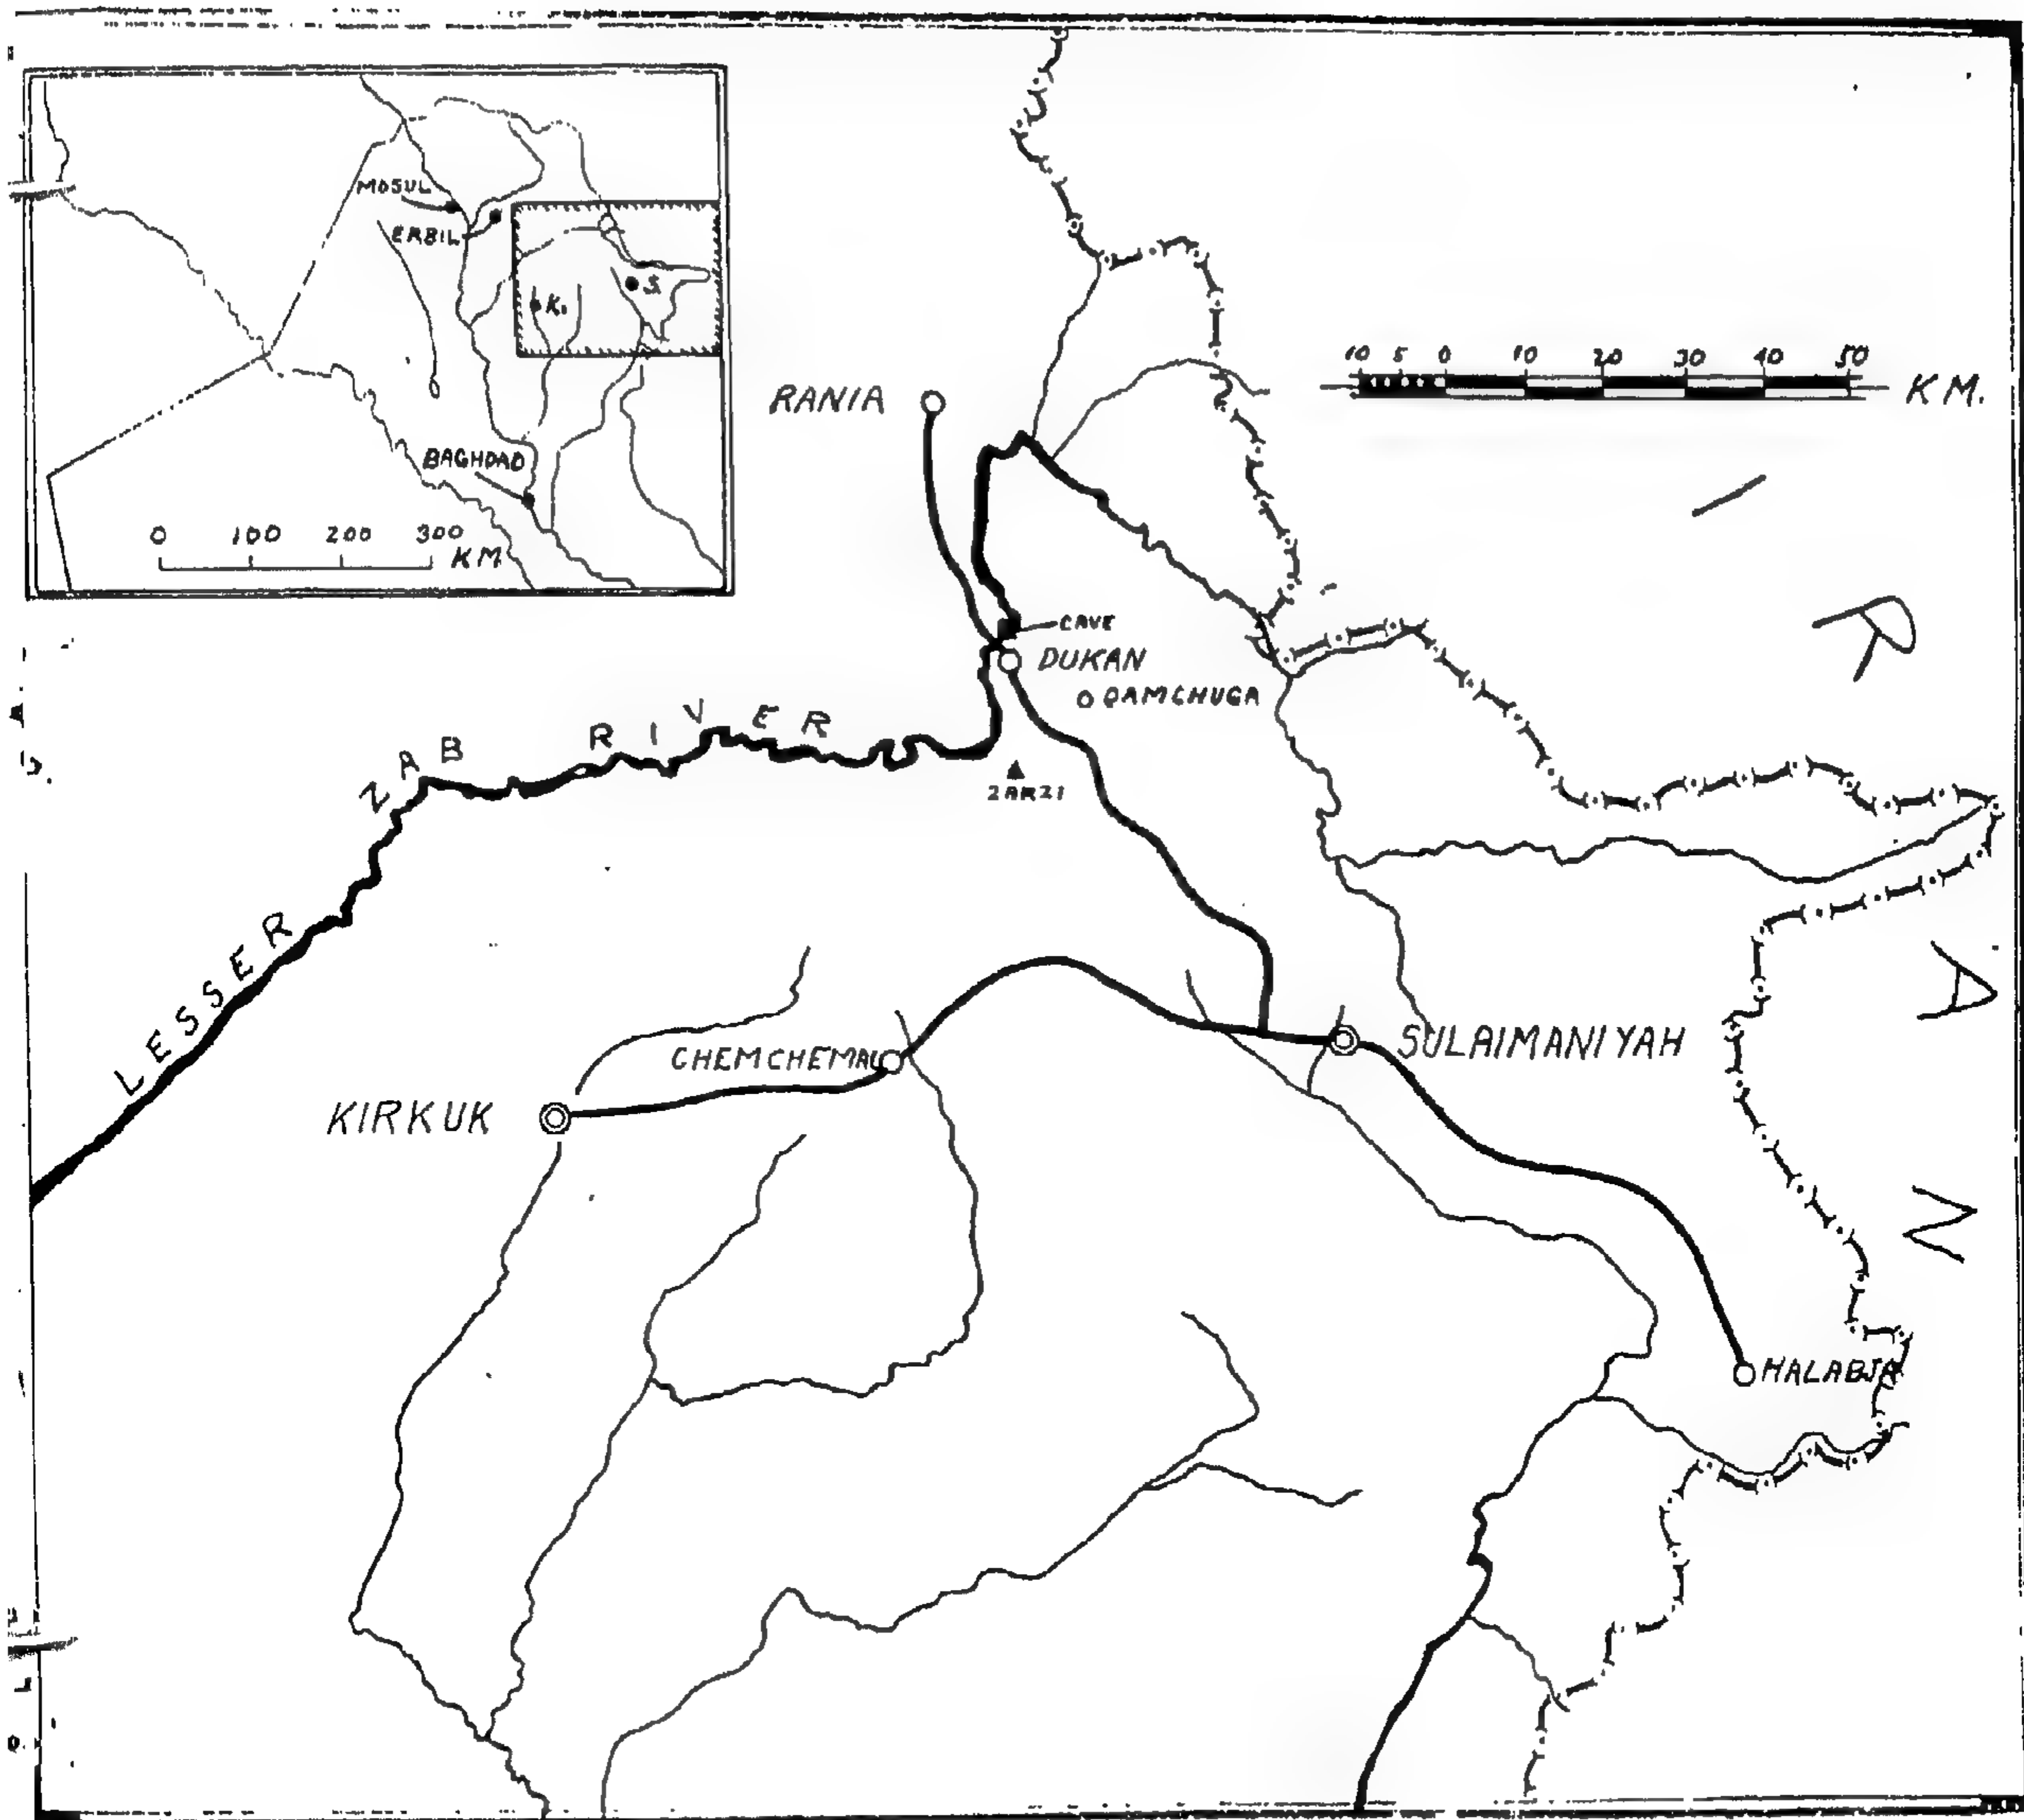 MOSUL
ERBIL
S.
K.
BAGHDAD
0 100 200 300
KM.
10 5 0 10 20 30 40 50
KM.
RANIA
CAVE
DUKAN
QAMCHUGA
ZARZI
LESSER ZAB RIVER
IRAN
CHEMCHEMAL
SULAIMANIYAH
KIRKUK
HALABJA